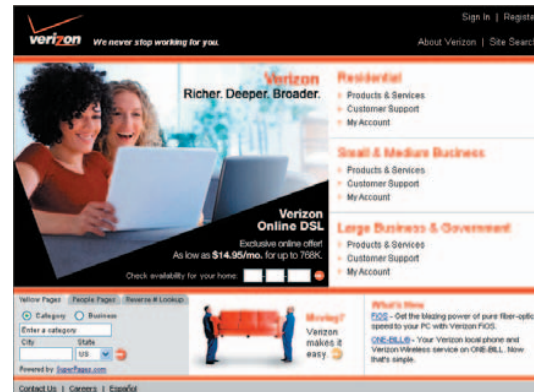 Sign In | Registe
verizon We never stop working for you.
About Verizon | Site Searc
Verizon
Richer. Deeper. Broader.
Residential
Products & Services
Customer Support
My Account
Small & Medium Business
Products & Services
Customer Support
My Account
Verizon
Online DSL
Exclusive online offer!
As low as $14.95/mo. for up to 768K.
Check availability for your home:
Large Business & Government
Products & Services
Customer Support
My Account
Yellow Pages People Pages Reverse # Lookup
Category Business
Enter a category
City State
US
Powered by SuperPages.com
Moving?
Verizon
makes it
easy.
What's New
FiOS - Get the blazing power of pure fiber-optic
speed to your PC with Verizon FiOS.
ONE-BILL® - Your Verizon local phone and
Verizon Wireless service on ONE-BILL. Now
that's simple.
Contact Us | Careers | Español